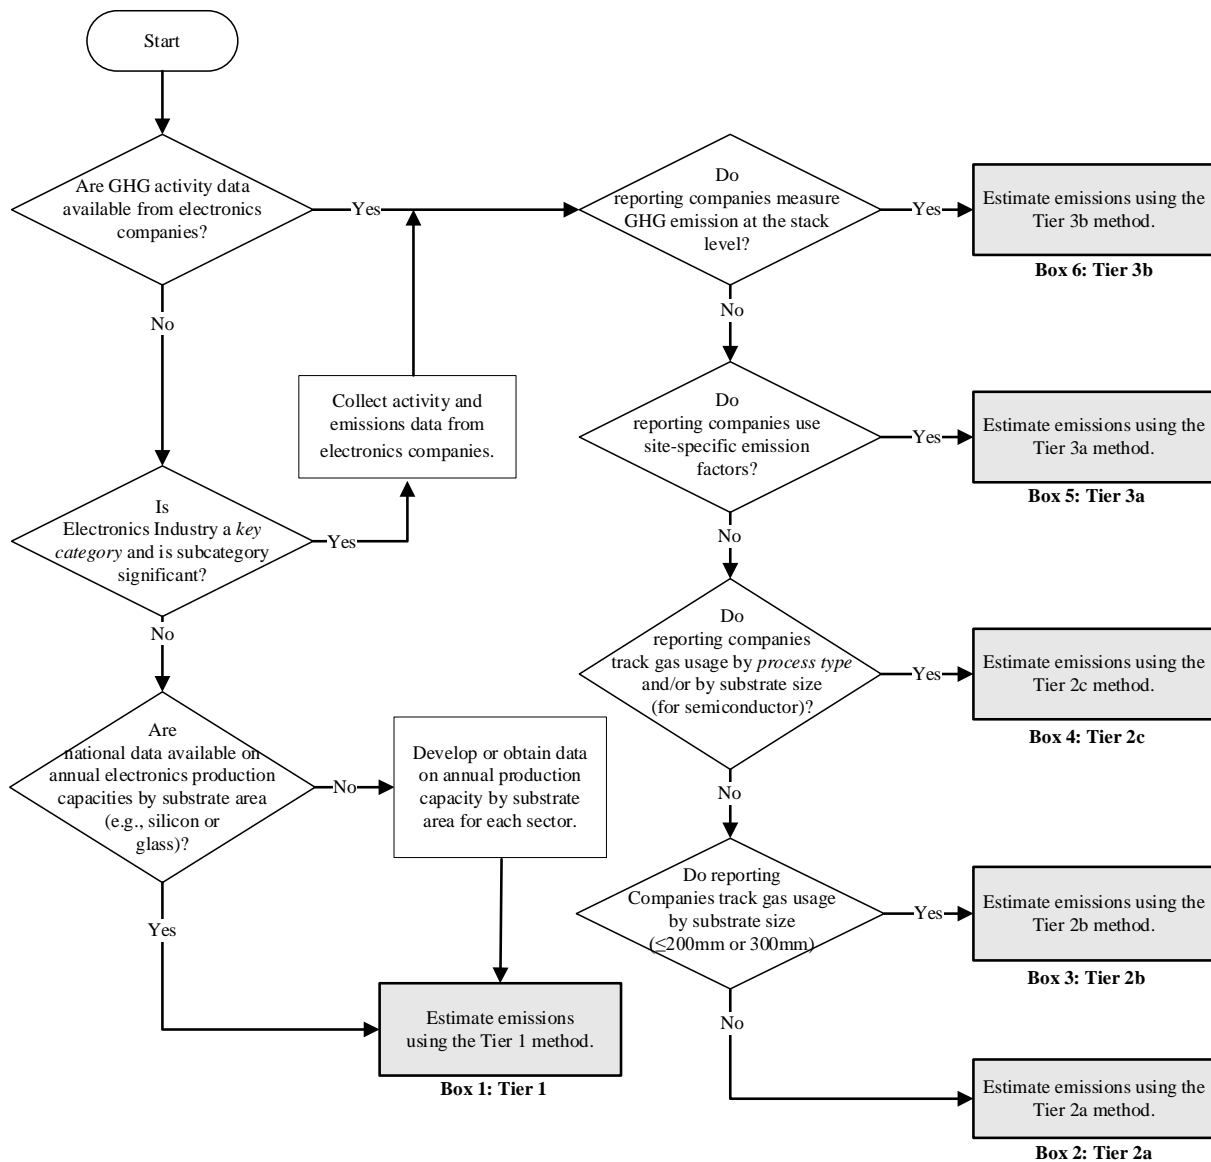 Start
Are GHG activity data
available from electronics
companies?
Yes
Do
reporting companies measure
GHG emission at the stack
level?
Yes
Estimate emissions using the
Tier 3b method.
Box 6: Tier 3b
No
No
Collect activity and
emissions data from
electronics companies.
Do
reporting companies use
site-specific emission
factors?
Yes
Estimate emissions using the
Tier 3a method.
Box 5: Tier 3a
Is
Electronics Industry a key
category and is subcategory
significant?
Yes
No
No
Do
reporting companies
track gas usage by process type
and/or by substrate size
(for semiconductor)?
Yes
Estimate emissions using the
Tier 2c method.
Box 4: Tier 2c
Are
national data available on
annual electronics production
capacities by substrate area
(e.g., silicon or
glass)?
No
Develop or obtain data
on annual production
capacity by substrate
area for each sector.
No
Yes
Do reporting
Companies track gas usage
by substrate size
(≤200mm or 300mm)
Yes
Estimate emissions using the
Tier 2b method.
Box 3: Tier 2b
Estimate emissions
using the Tier 1 method.
Box 1: Tier 1
No
Estimate emissions using the
Tier 2a method.
Box 2: Tier 2a